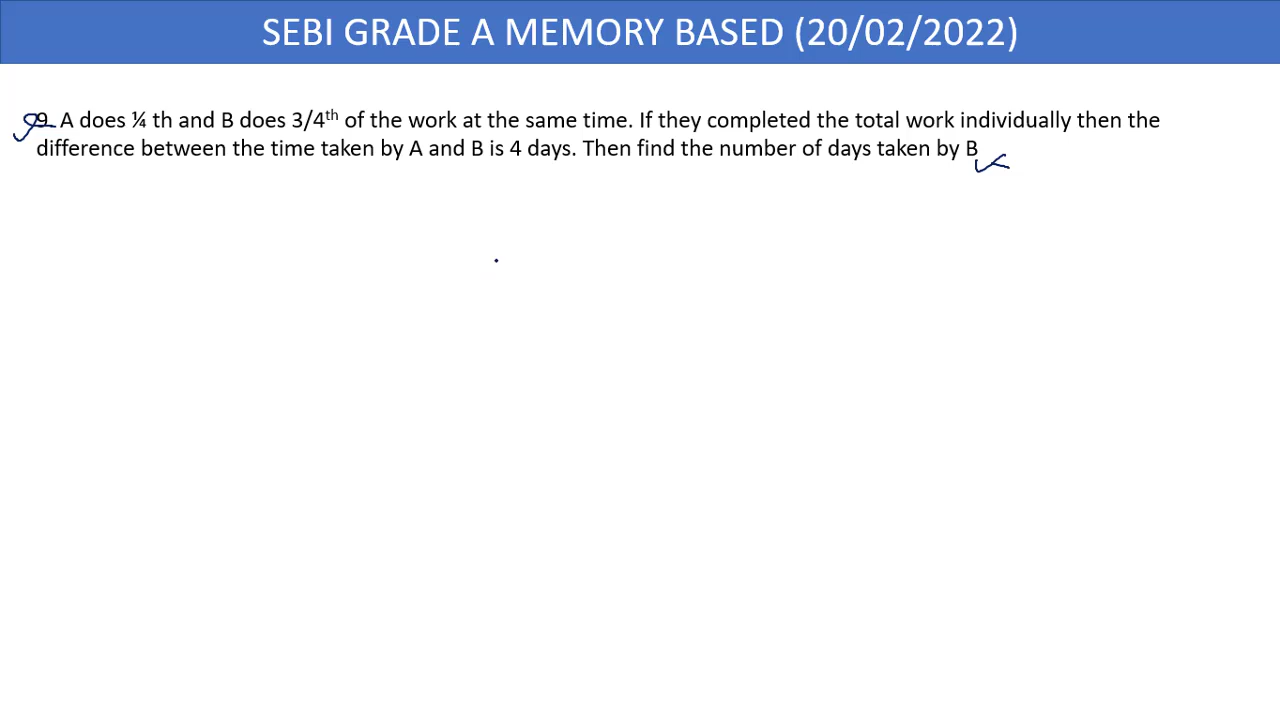 SEBI GRADE A MEMORY BASED (20/02/2022)
9. A does ¼ th and B does 3/4th of the work at the same time. If they completed the total work individually then the
difference between the time taken by A and B is 4 days. Then find the number of days taken by B